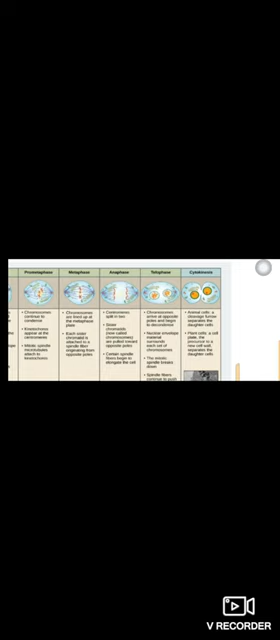 Prometaphase
Metaphase
Anaphase
Telophase
Cytokinesis
• Chromosomes
continue to
condense
• Kinetochores
appear at the
centromeres
• Mitotic spindle
microtubules
attach to
kinetochores
• Chromosomes
are lined up at
the metaphase
plate
• Each sister
chromatid is
attached to a
spindle fiber
originating from
opposite poles
• Centromeres
split in two
• Sister
chromatids
(now called
chromosomes)
are pulled toward
opposite poles
• Certain spindle
fibers begin to
elongate the cell
• Chromosomes
arrive at opposite
poles and begin
to decondense
• Nuclear envelope
material
surrounds
each set of
chromosomes
• The mitotic
spindle breaks
down
• Spindle fibers
continue to push
• Animal cells: a
cleavage furrow
separates the
daughter cells
• Plant cells: a cell
plate, the
precursor to a
new cell wall,
separates the
daughter cells
V RECORDER